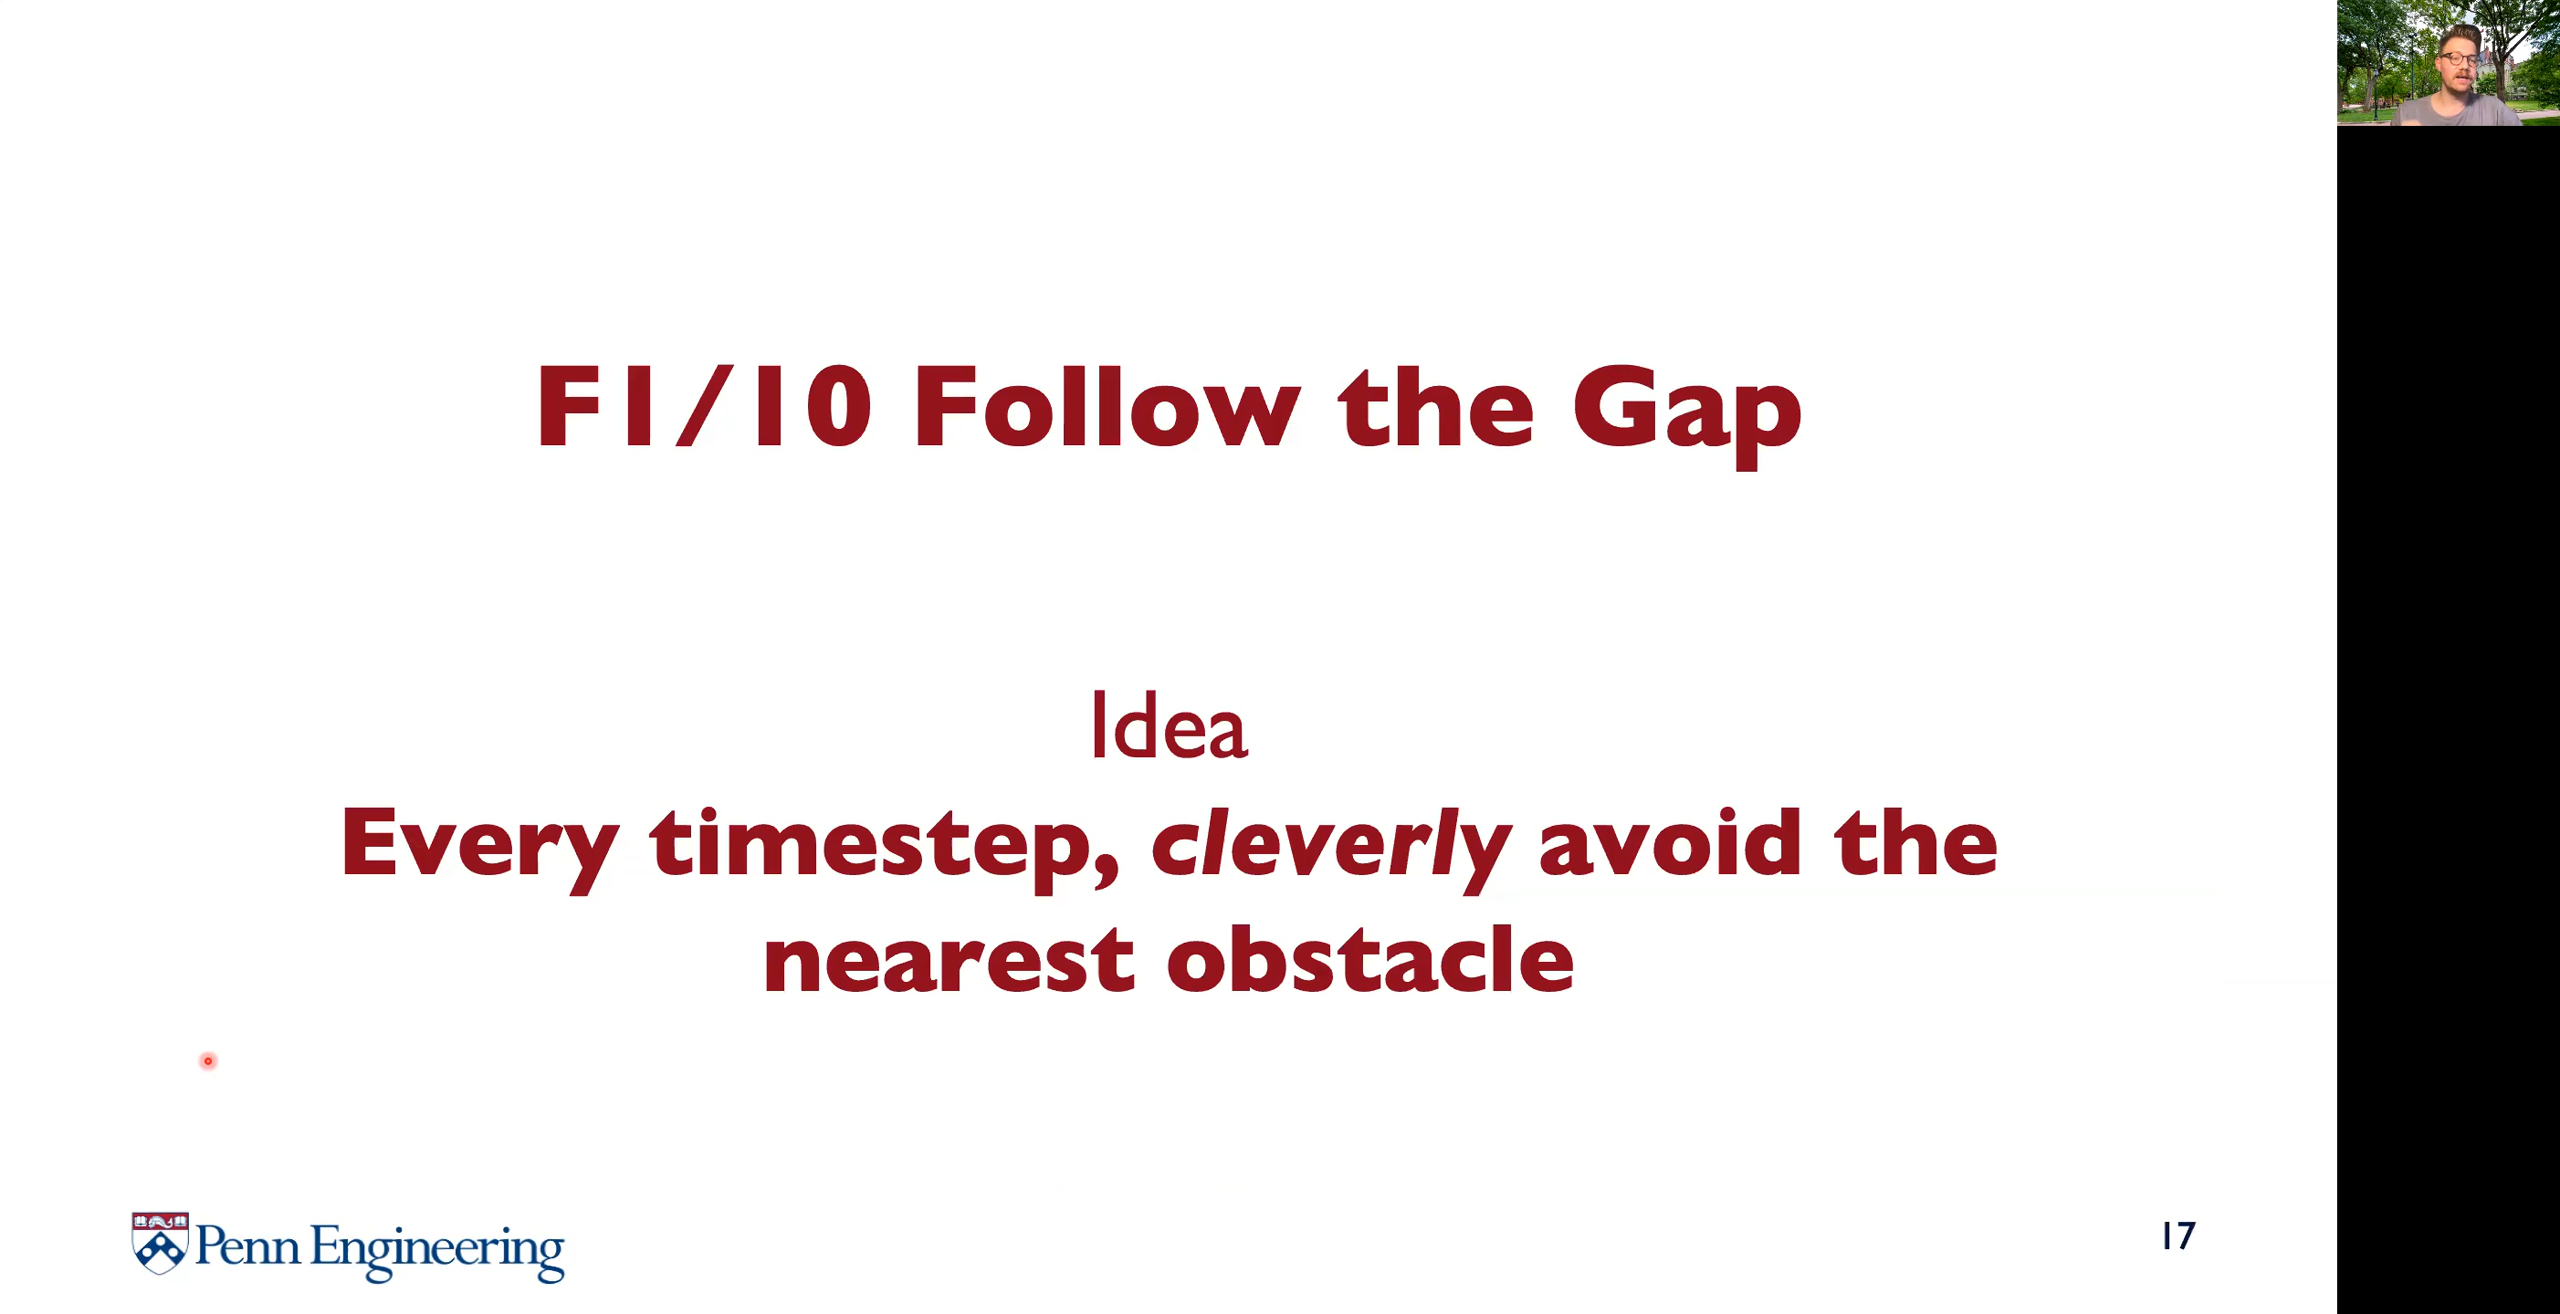 F1/10 Follow the Gap
Idea
Every timestep, cleverly avoid the
nearest obstacle
Penn Engineering
17